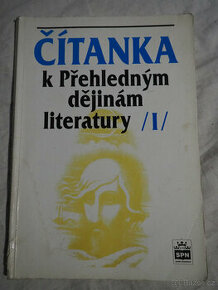 ČÍTANKA
k Přehledným
dějinám
literatury /I/
SPN